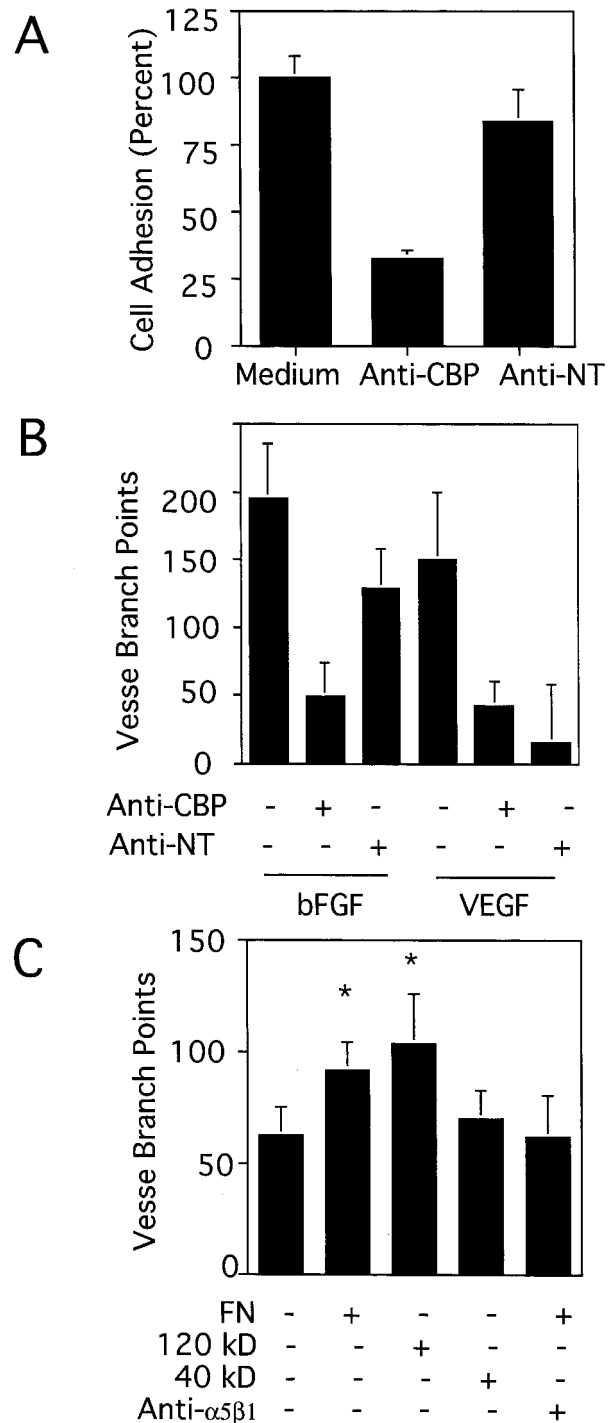 A
Cell Adhesion (Percent)
125
100
75
50
25
0
Medium Anti-CBP Anti-NT
B
Vesse Branch Points
200
150
100
50
0
Anti-CBP - + - - + -
Anti-NT - - + - - +
bFGF VEGF
C
Vesse Branch Points
150
100
50
0
* *
FN - + - - +
120 kD - - + - -
40 kD - - - + -
Anti-α5β1 - - - - +